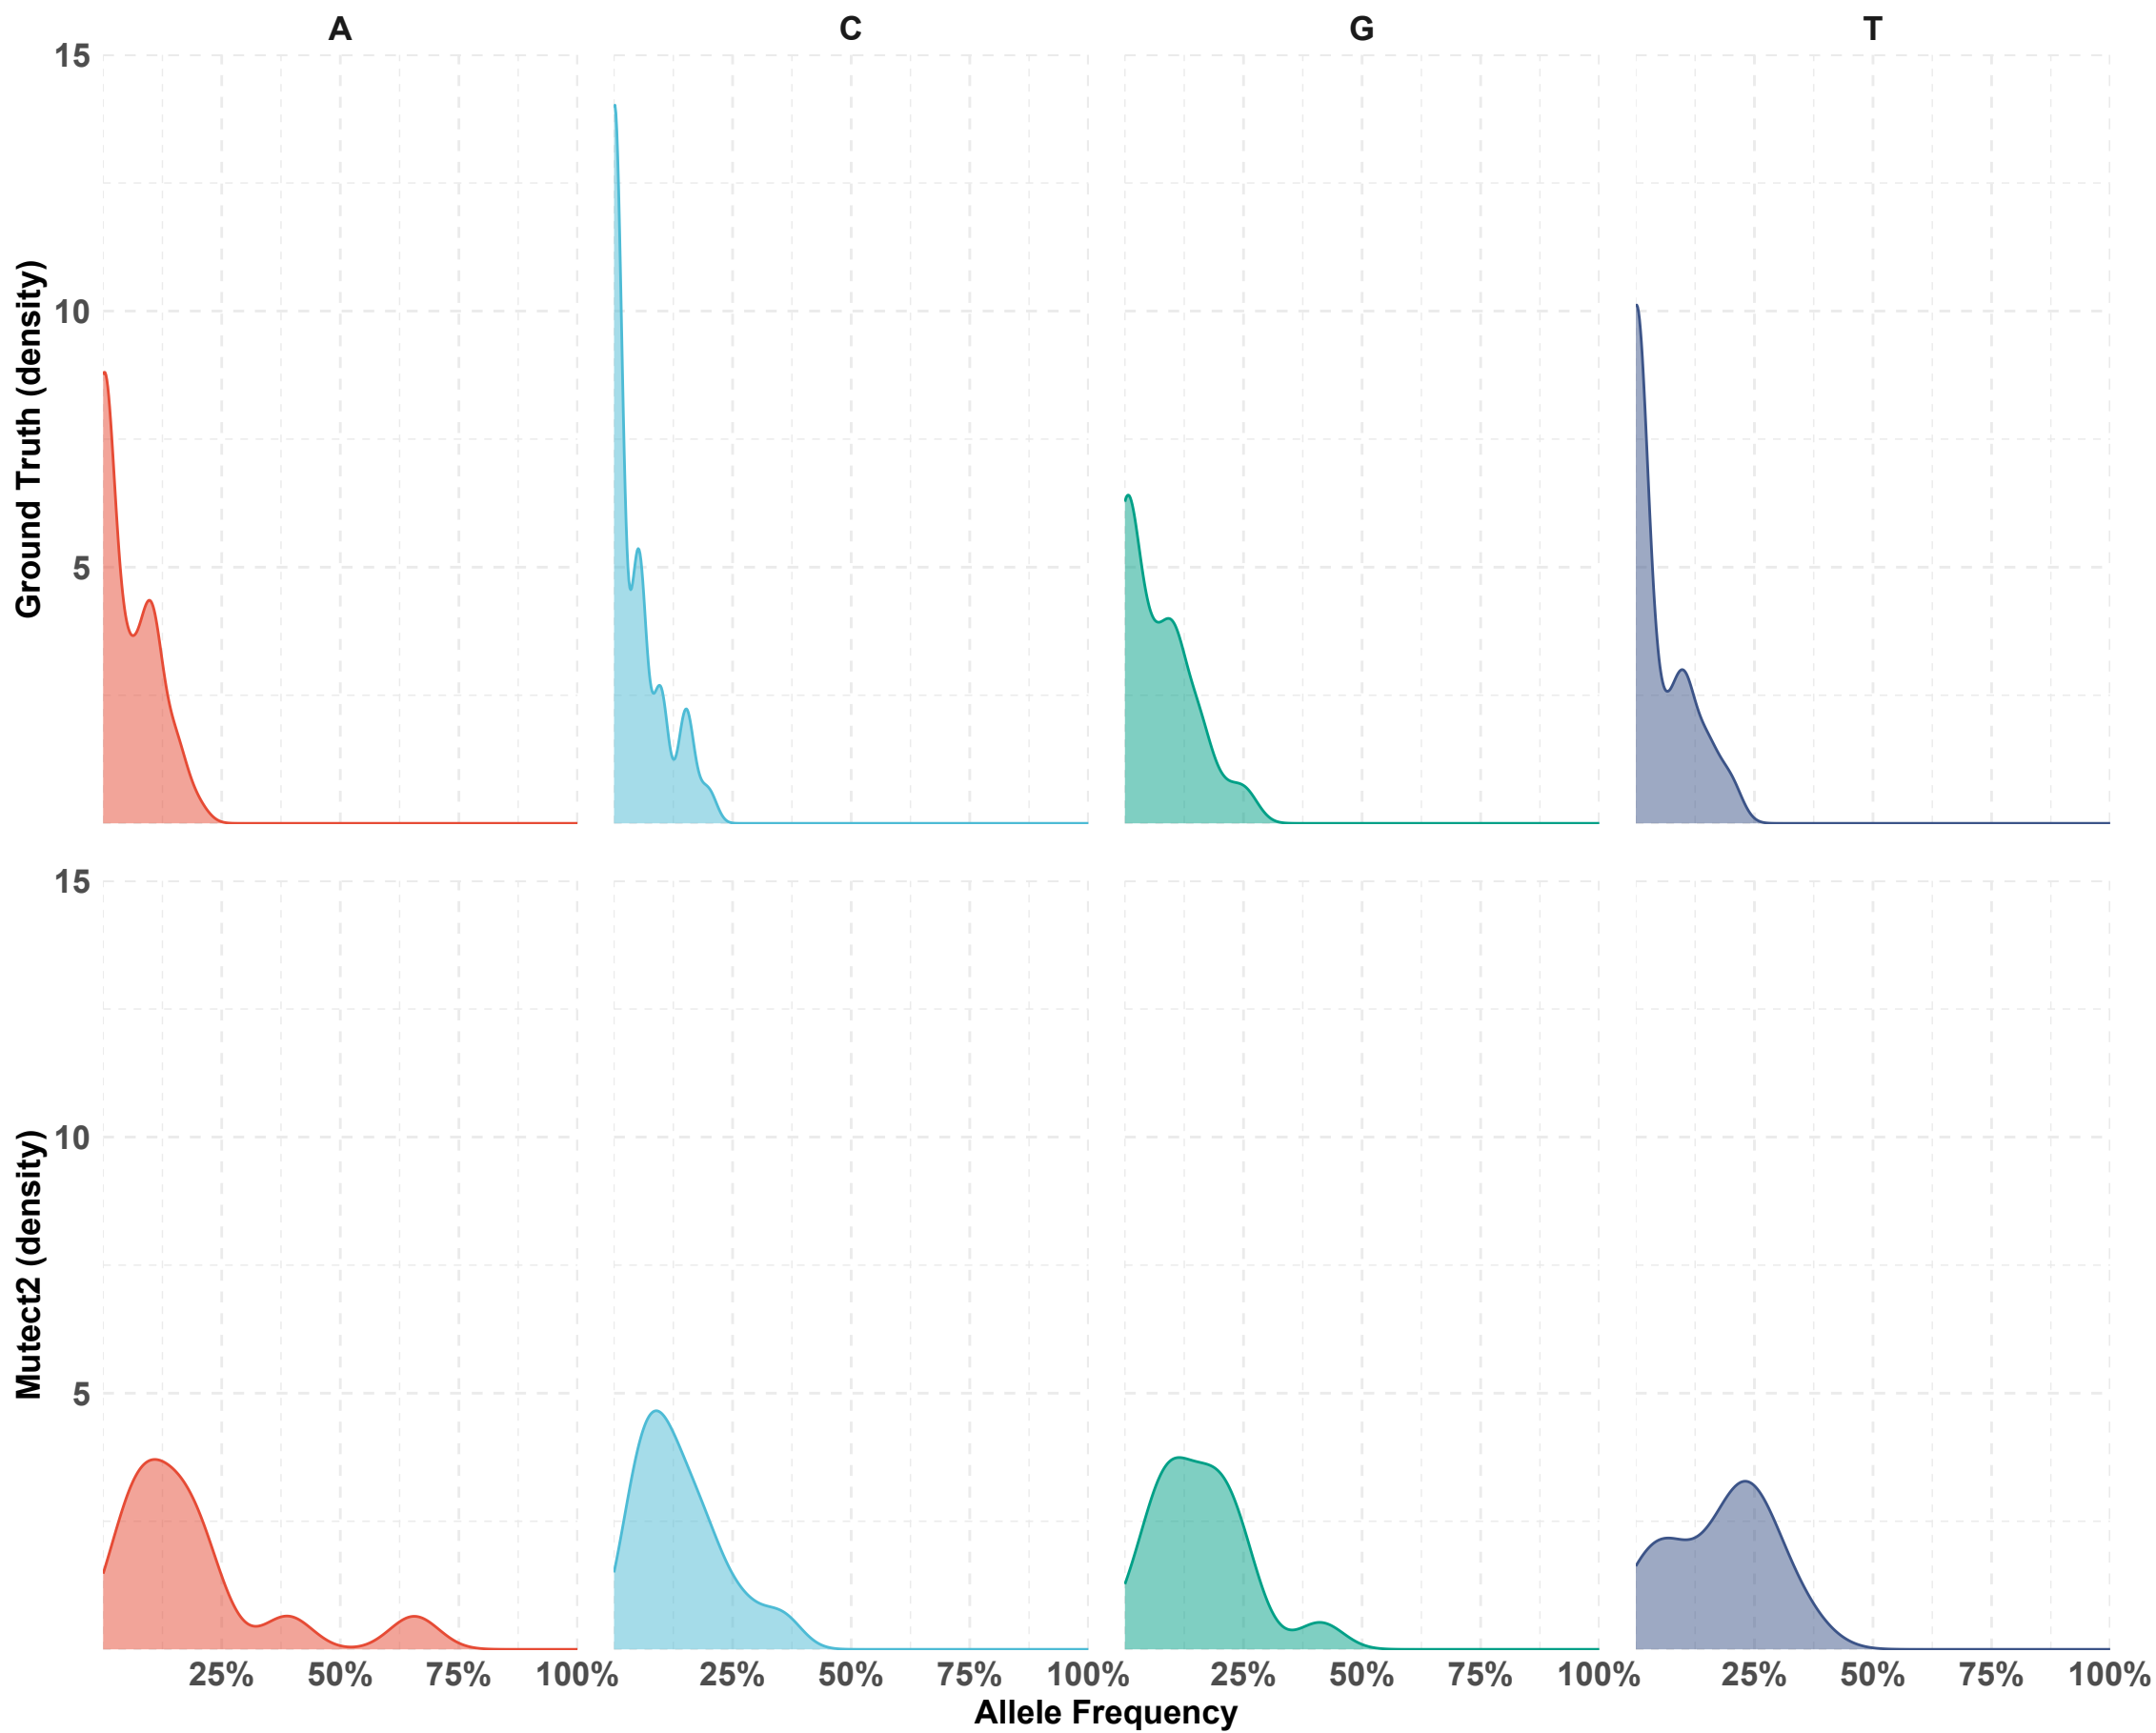 A C G T
15
10
5
Ground Truth (density)
15
10
5
Mutect2 (density)
25% 50% 75% 100% 25% 50% 75% 100% 25% 50% 75% 100% 25% 50% 75% 100%
Allele Frequency